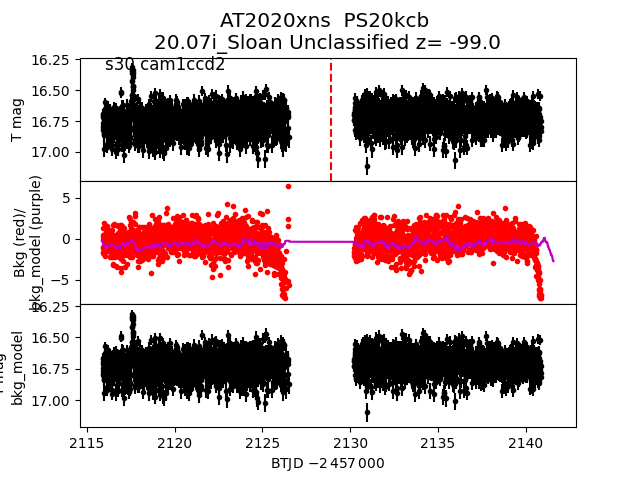 AT2020xns PS20kcb
20.07i_Sloan Unclassified z= -99.0
s30 cam1ccd2
16.25
16.50
16.75
17.00
T mag
5
0
−5
Bkg (red)/
bkg_model (purple)
16.25
16.50
16.75
17.00
bkg_model
2115
2120
2125
2130
2135
2140
BTJD −2 457 000